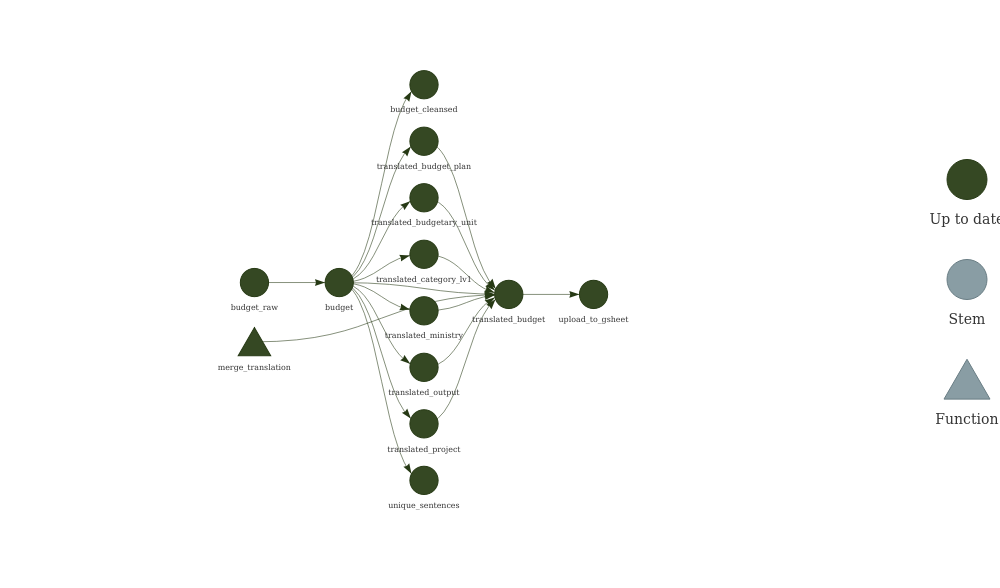 budget_cleansed
translated_budget_plan
translated_budgetary_unit
translated_category_lv1
budget_raw
budget
translated_ministry
translated_budget
upload_to_gsheet
merge_translation
translated_output
translated_project
unique_sentences
Up to date
Stem
Function